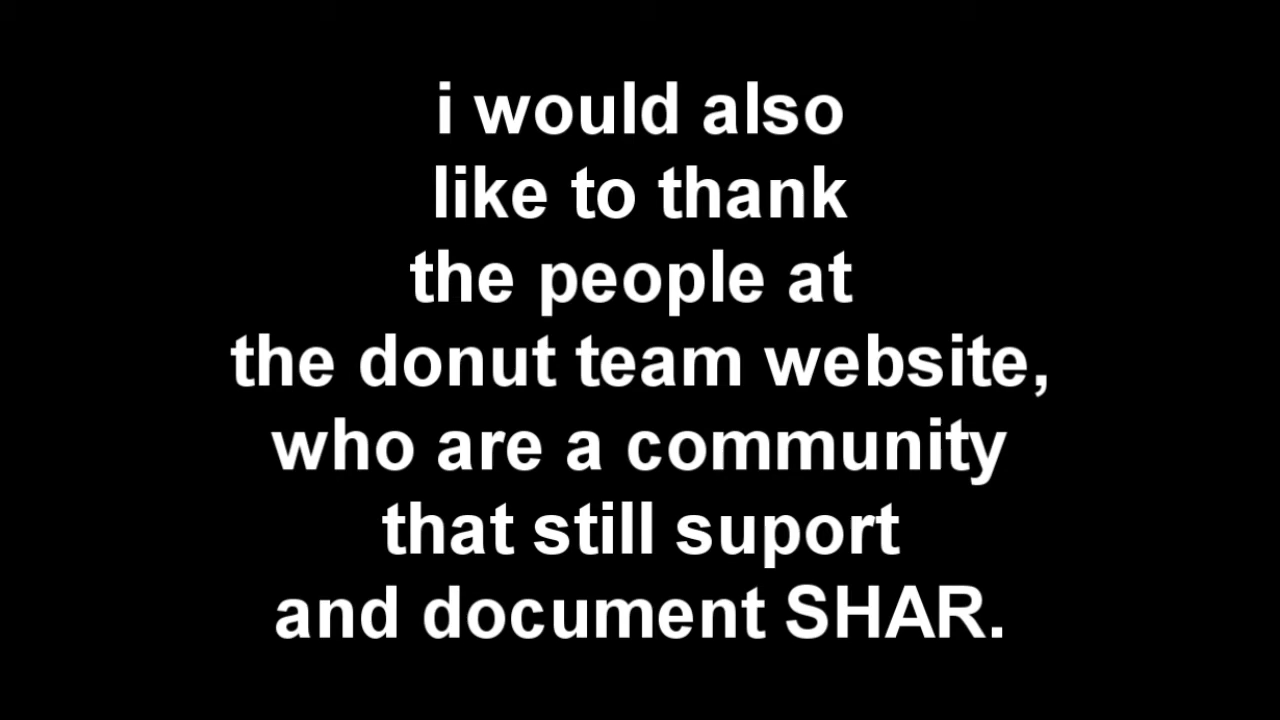 i would also
like to thank
the people at
the donut team website,
who are a community
that still suport
and document SHAR.